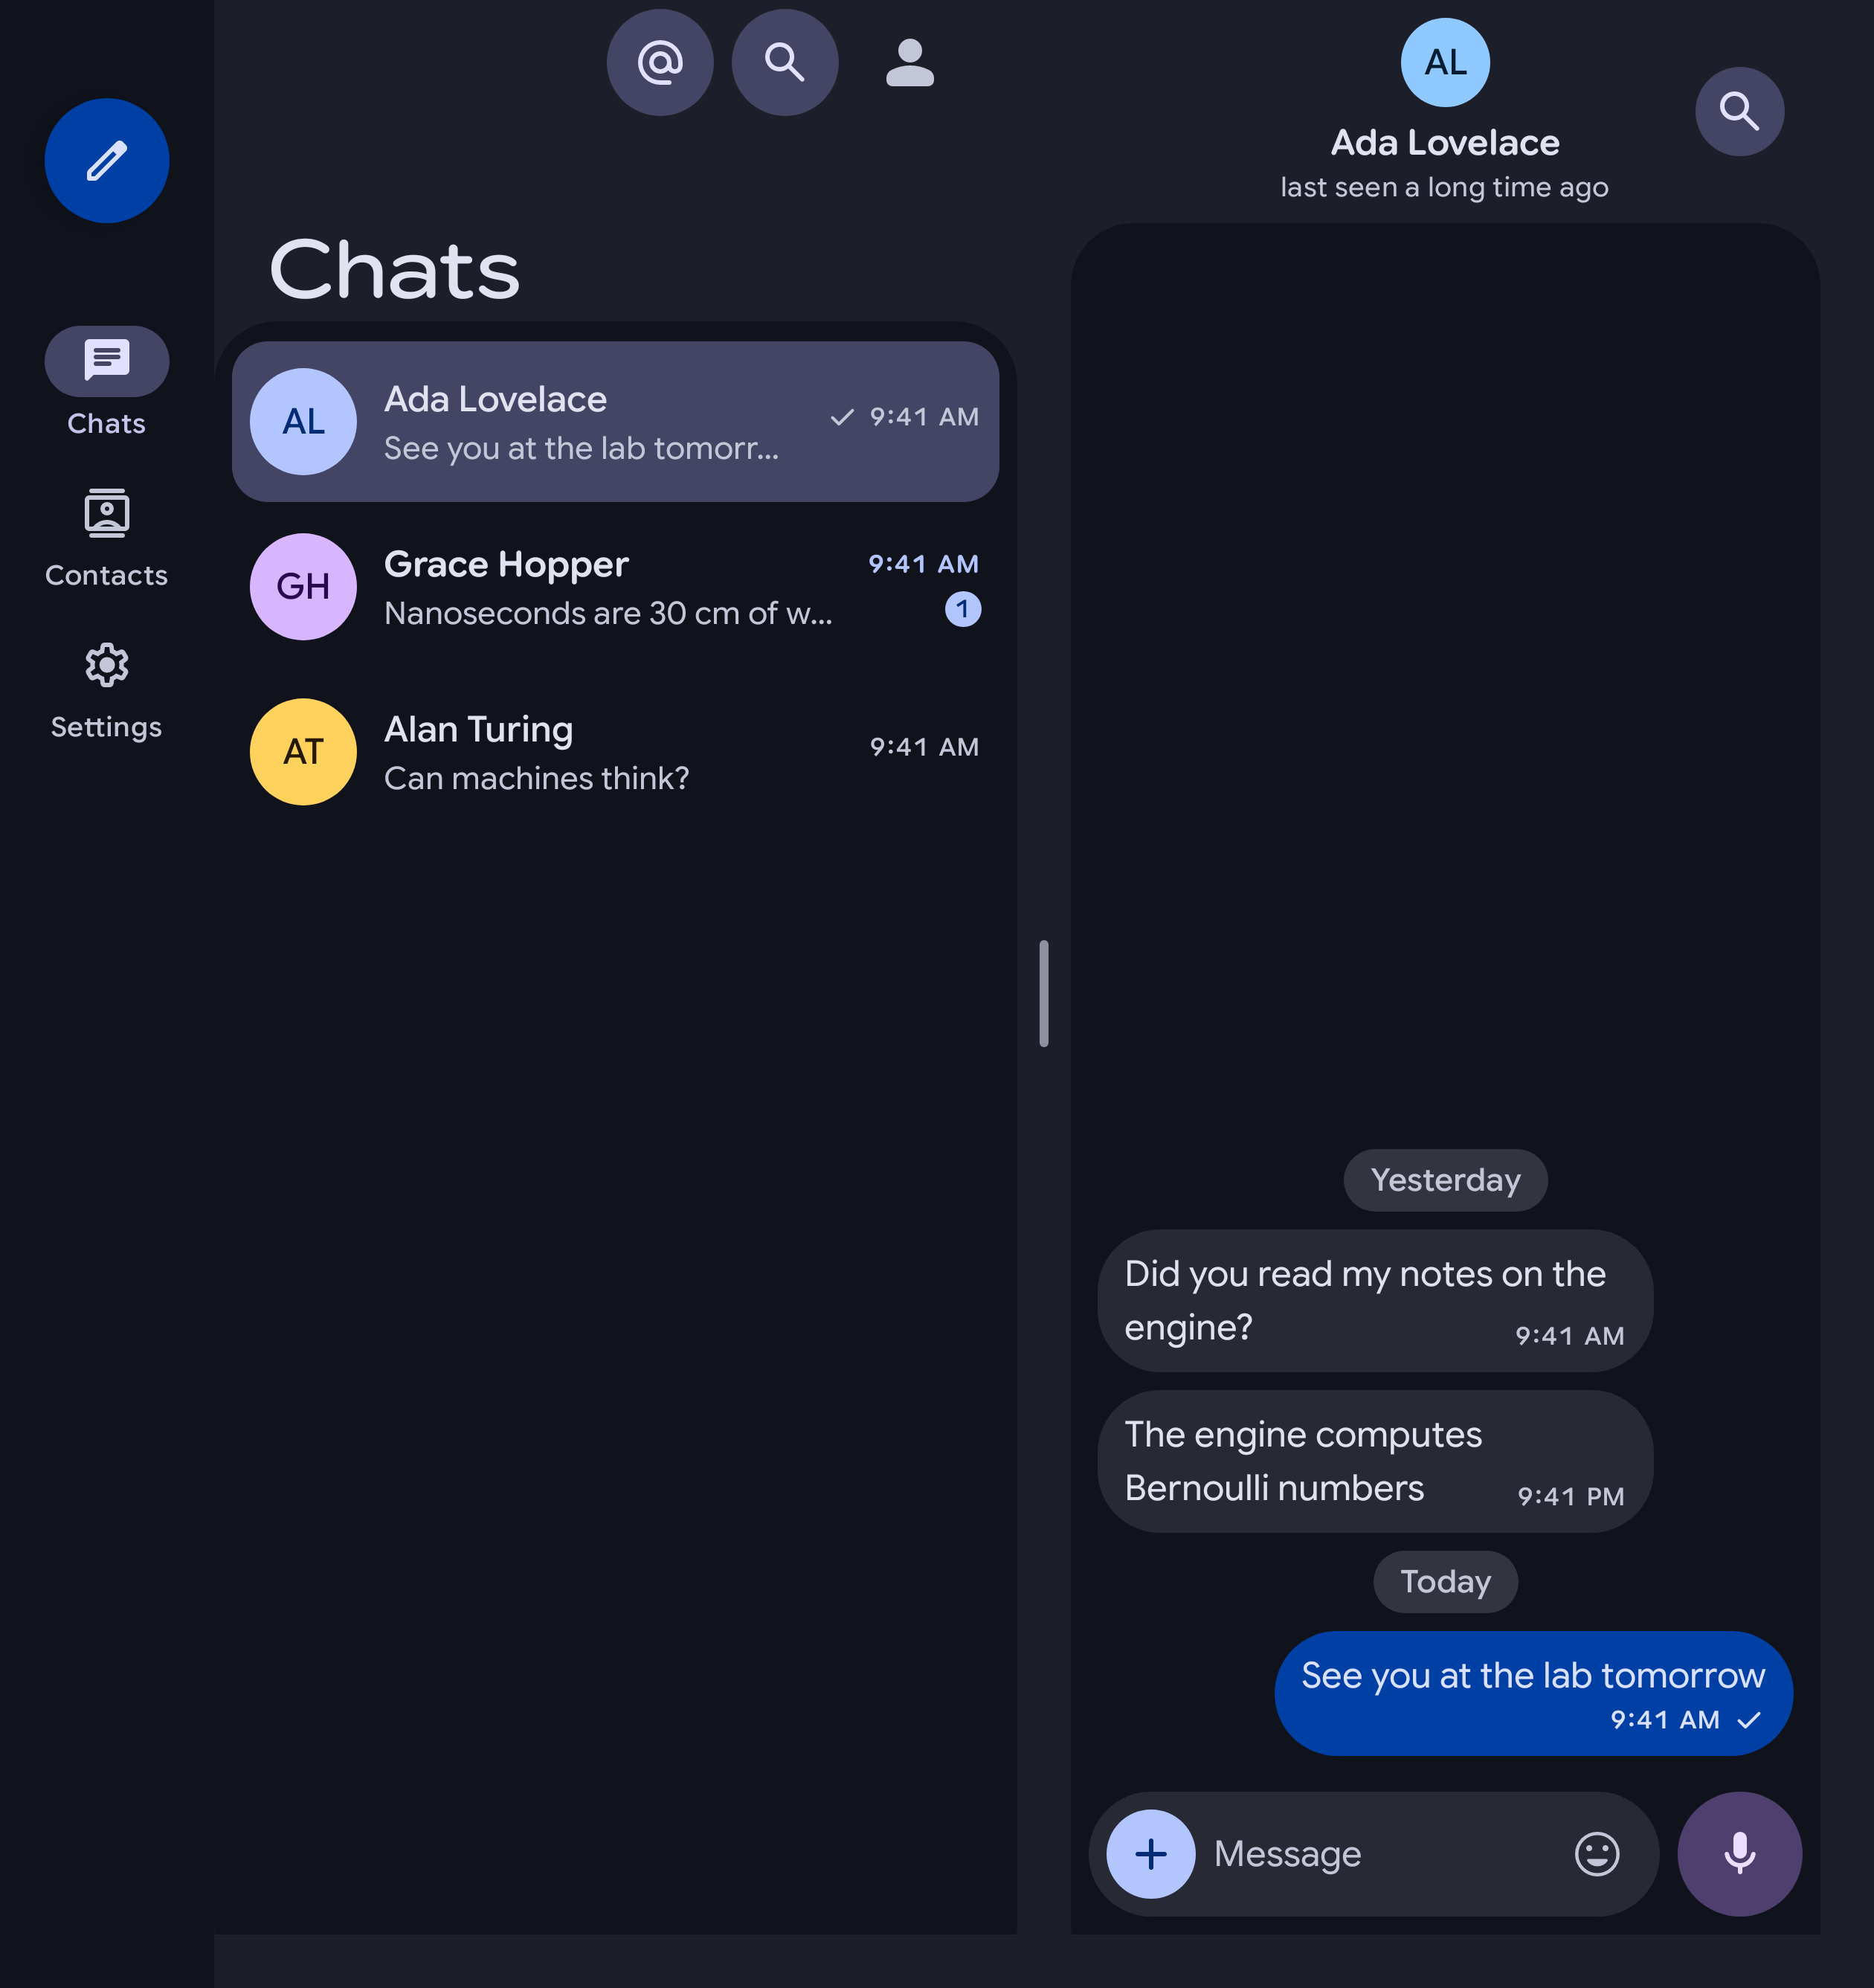 Chats
Contacts
Settings
Chats
AL
Ada Lovelace
9:41 AM
See you at the lab tomorr...
GH
Grace Hopper
9:41 AM
Nanoseconds are 30 cm of w...
1
AT
Alan Turing
9:41 AM
Can machines think?
AL
Ada Lovelace
last seen a long time ago
Yesterday
Did you read my notes on the
engine?
9:41 AM
The engine computes
Bernoulli numbers
9:41 PM
Today
See you at the lab tomorrow
9:41 AM
Message